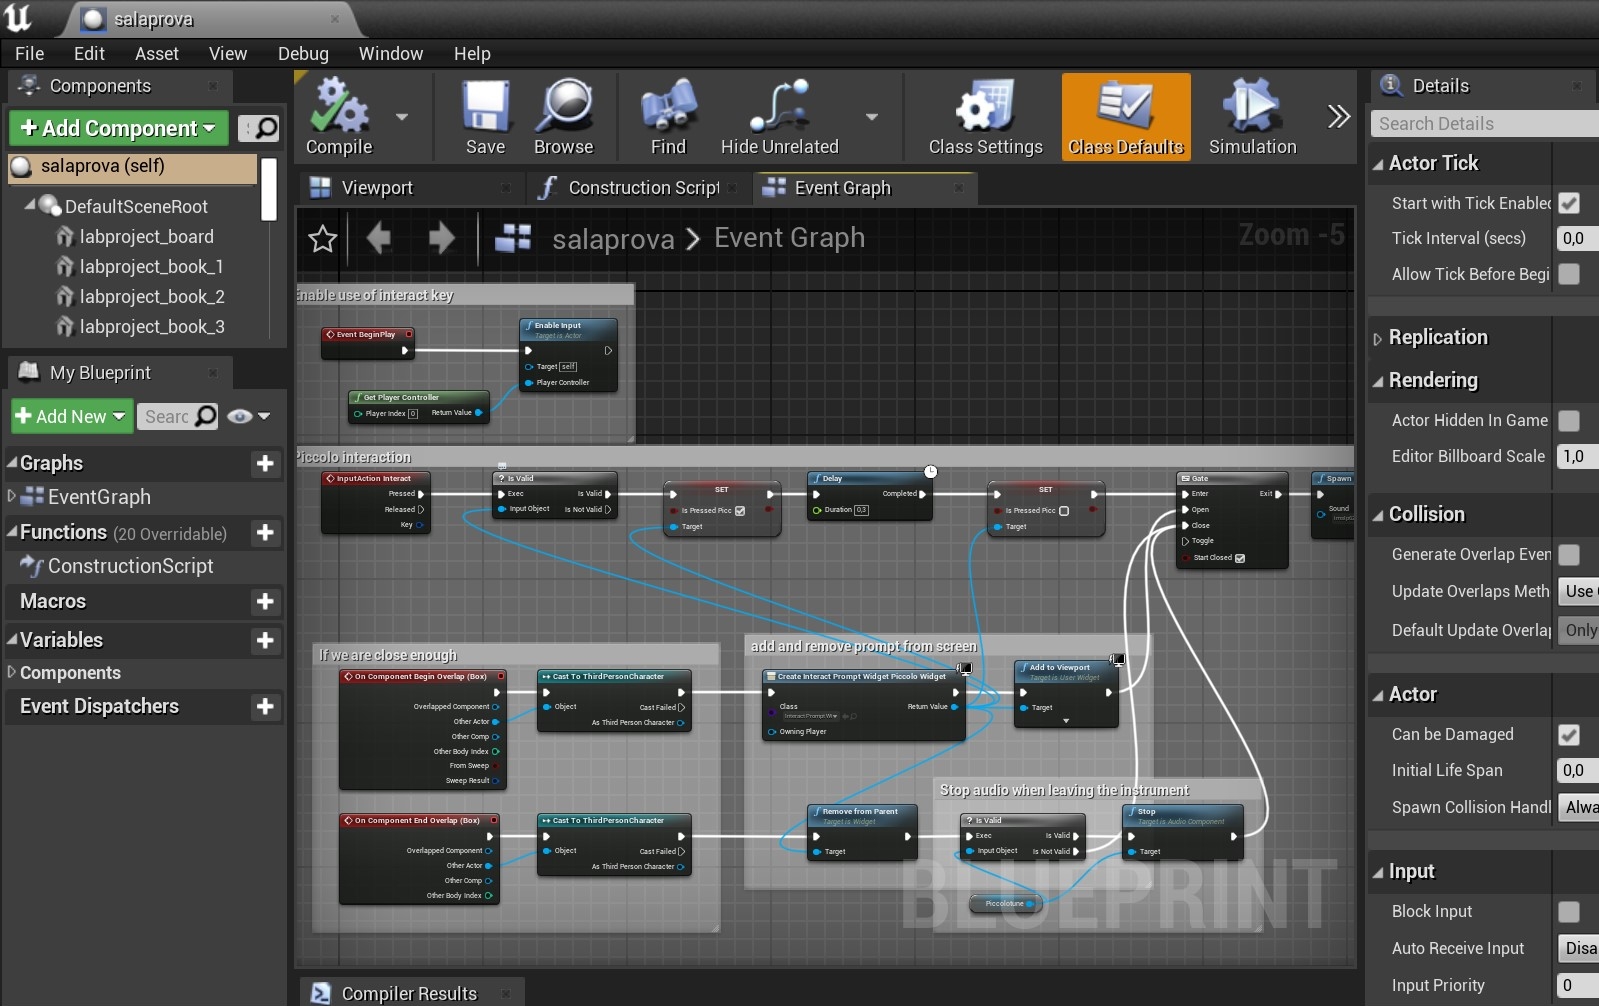 salaprova
File Edit Asset View Debug Window Help
Components
+ Add Component
salaprova (self)
DefaultSceneRoot
labproject_board
labproject_book_1
labproject_book_2
labproject_book_3
My Blueprint
+ Add New
Searc
Graphs
EventGraph
Functions (20 Overridable)
ConstructionScript
Macros
Variables
Components
Event Dispatchers
Compile
Save
Browse
Find
Hide Unrelated
Class Settings
Class Defaults
Simulation
Viewport
Construction Script
Event Graph
salaprova > Event Graph
Zoom -5
Enable use of interact key
Event BeginPlay
Enable Input
Target is Actor
Target self
Player Controller
Get Player Controller
Player Index 0
Return Value
Piccolo interaction
InputAction Interact
Pressed
Released
Key
? Is Valid
Exec
Is Valid
Input Object
Is Not Valid
SET
Is Pressed Picc
Target
Delay
Completed
Duration 0,3
SET
Is Pressed Picc
Target
Gate
Enter
Exit
Open
Close
Toggle
Start Closed
Spawn
Sound
If we are close enough
On Component Begin Overlap (Box)
Overlapped Component
Other Actor
Other Comp
Other Body Index
From Sweep
Sweep Result
Cast To ThirdPersonCharacter
Object
Cast Failed
As Third Person Character
On Component End Overlap (Box)
Overlapped Component
Other Actor
Other Comp
Other Body Index
Cast To ThirdPersonCharacter
Object
Cast Failed
As Third Person Character
add and remove prompt from screen
Create Interact Prompt Widget Piccolo Widget
Class
Return Value
Interact Prompt Wi
Owning Player
Add to Viewport
Target is User Widget
Target
Remove from Parent
Target is Widget
Target
Stop audio when leaving the instrument
? Is Valid
Exec
Is Valid
Input Object
Is Not Valid
Stop
Target is Audio Component
Target
Piccolotune
BLUEPRINT
Compiler Results
Details
Search Details
Actor Tick
Start with Tick Enabled
Tick Interval (secs) 0,0
Allow Tick Before Begi
Replication
Rendering
Actor Hidden In Game
Editor Billboard Scale 1,0
Collision
Generate Overlap Even
Update Overlaps Meth Use
Default Update Overlap Only
Actor
Can be Damaged
Initial Life Span 0,0
Spawn Collision Handl Alwa
Input
Block Input
Auto Receive Input Disa
Input Priority 0